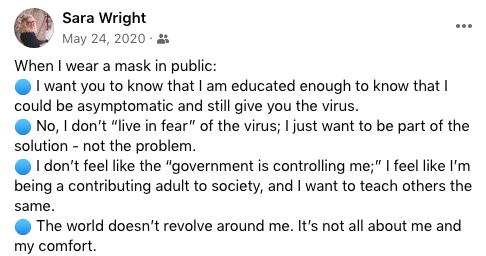 Sara Wright
May 24, 2020 ·
When I wear a mask in public:
🔵 I want you to know that I am educated enough to know that I
could be asymptomatic and still give you the virus.
🔵 No, I don’t “live in fear” of the virus; I just want to be part of the
solution - not the problem.
🔵 I don’t feel like the “government is controlling me;” I feel like I’m
being a contributing adult to society, and I want to teach others the
same.
🔵 The world doesn’t revolve around me. It’s not all about me and
my comfort.